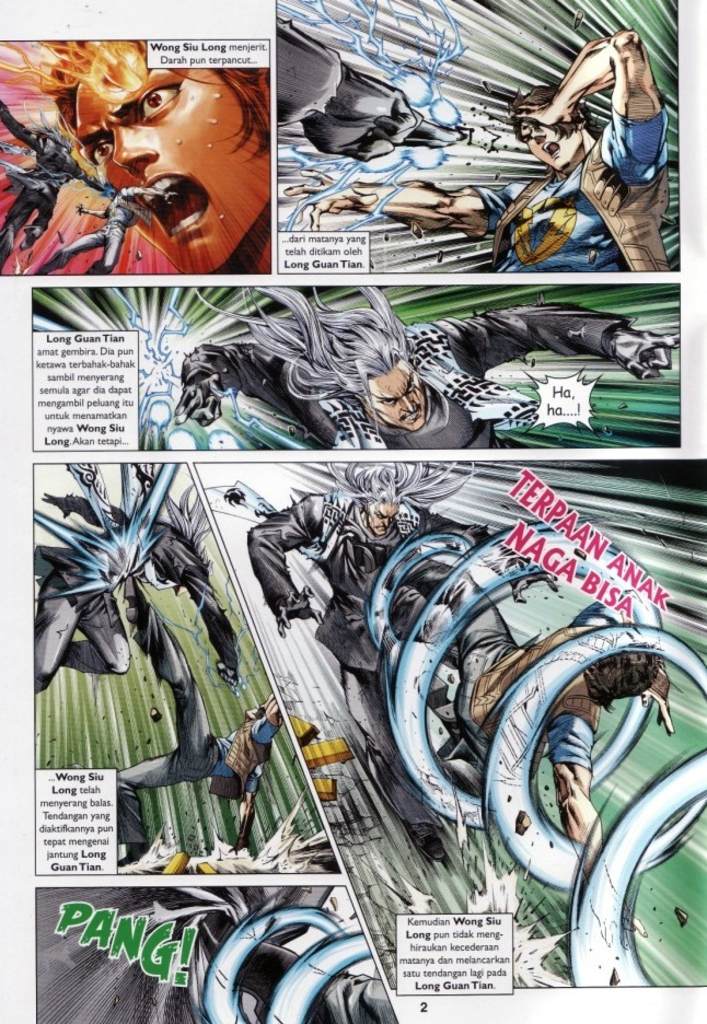 Wong Siu Long menjerit.
Darah pun terpancut...
...dari matanya yang
telah ditikam oleh
Long Guan Tian.
Long Guan Tian
amat gembira. Dia pun
ketawa terbahak-bahak
sambil menyerang
semula agar dia dapat
mengambil peluang itu
untuk menamatkan
nyawa Wong Siu
Long. Akan tetapi...
Ha,
ha....!
...Wong Siu
Long telah
menyerang balas.
Tendangan yang
diaktifkannya pun
tepat mengenai
jantung Long
Guan Tian.
TERPAAN ANAK
NAGA BISA
Kemudian Wong Siu
Long pun tidak meng-
hiraukan kecederaan
matanya dan melancarkan
satu tendangan lagi pada
Long Guan Tian.
PANG!
2